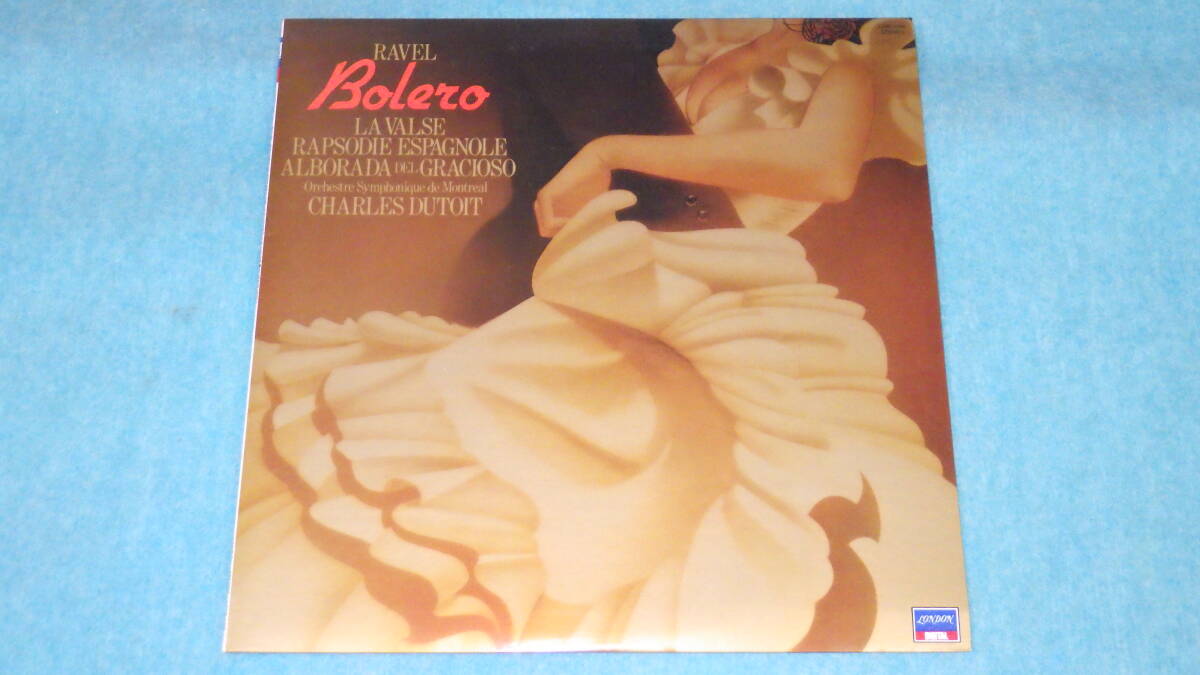 RAVEL
Bolero
LA VALSE
RAPSODIE ESPAGNOLE
ALBORADA DEL GRACIOSO
Orchestre Symphonique de Montreal
CHARLES DUTOIT
LONDON
DIGITAL